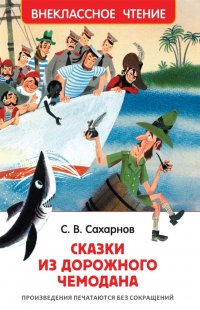 ВНЕКЛАССНОЕ ЧТЕНИЕ
С. В. Сахарнов
СКАЗКИ
ИЗ ДОРОЖНОГО
ЧЕМОДАНА
ПРОИЗВЕДЕНИЯ ПЕЧАТАЮТСЯ БЕЗ СОКРАЩЕНИЙ